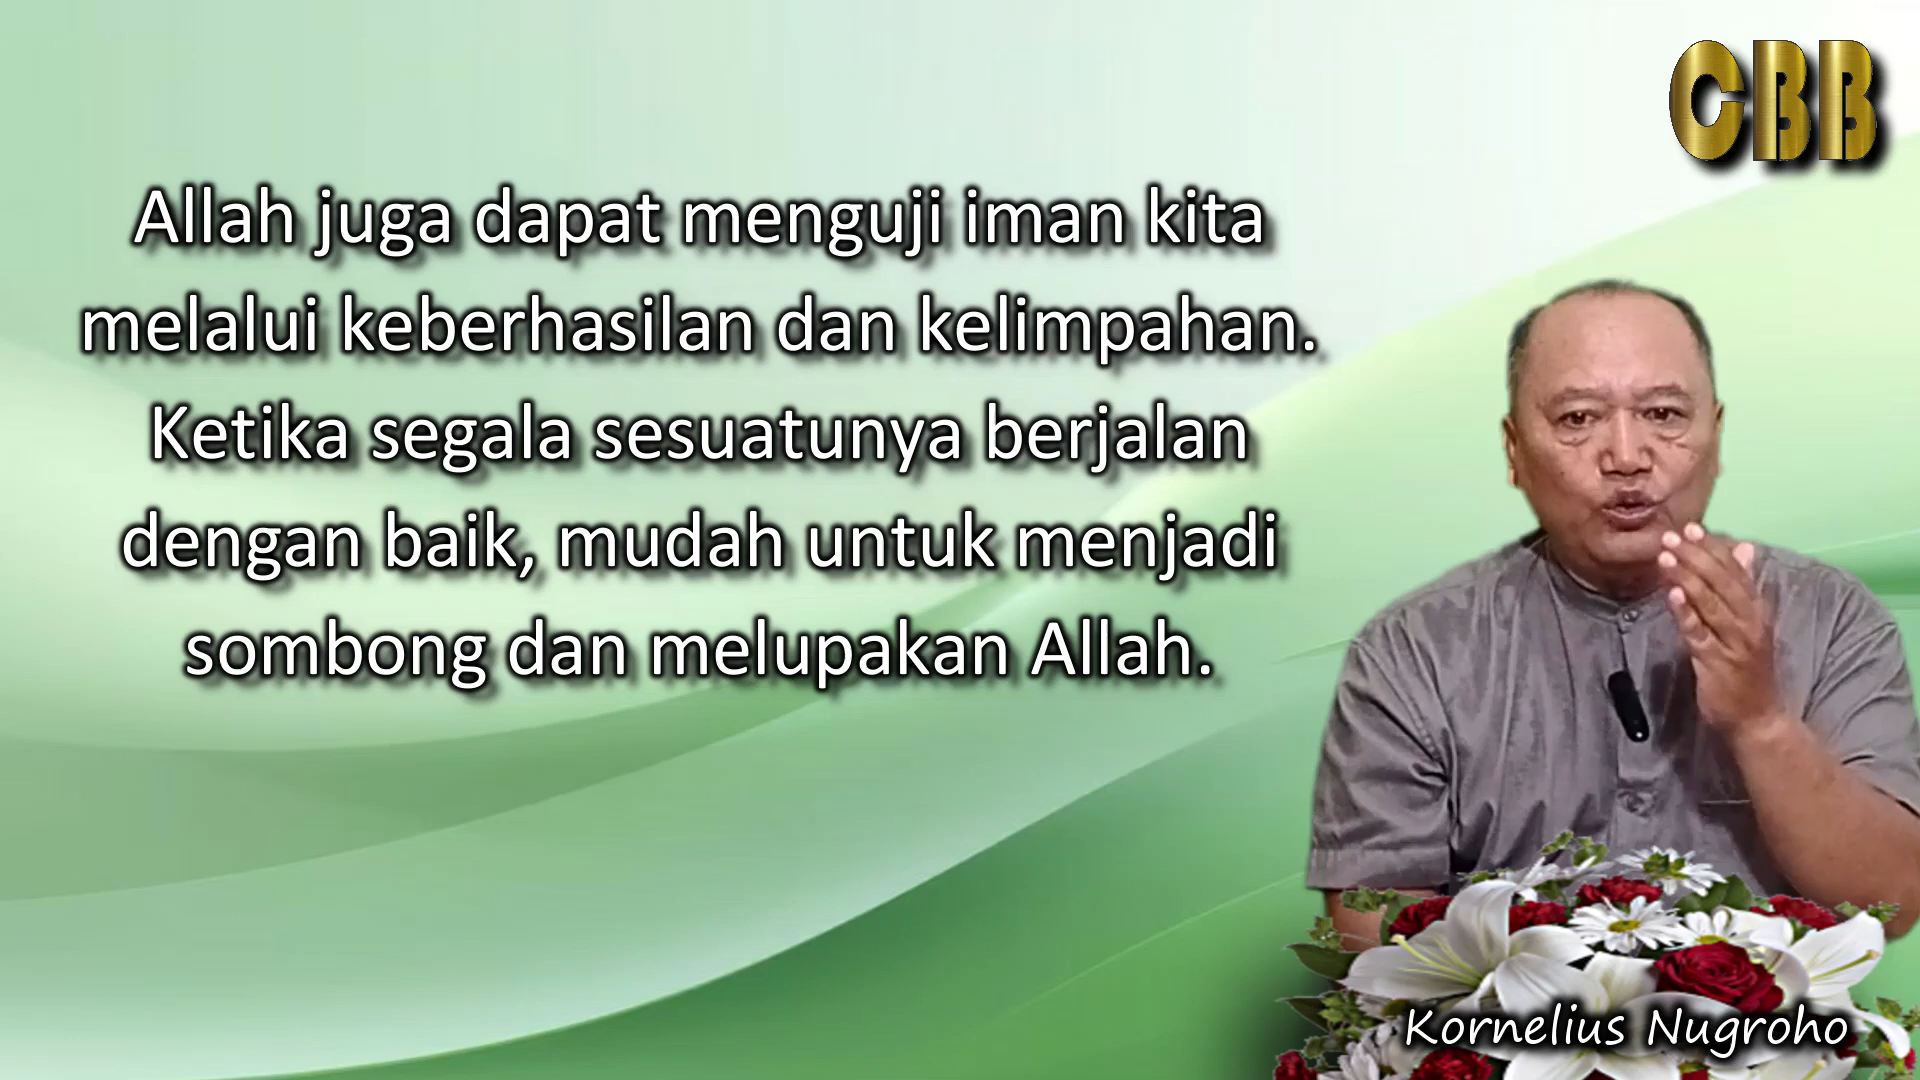 CBB
Allah juga dapat menguji iman kita
melalui keberhasilan dan kelimpahan.
Ketika segala sesuatunya berjalan
dengan baik, mudah untuk menjadi
sombong dan melupakan Allah.
Kornelius Nugroho